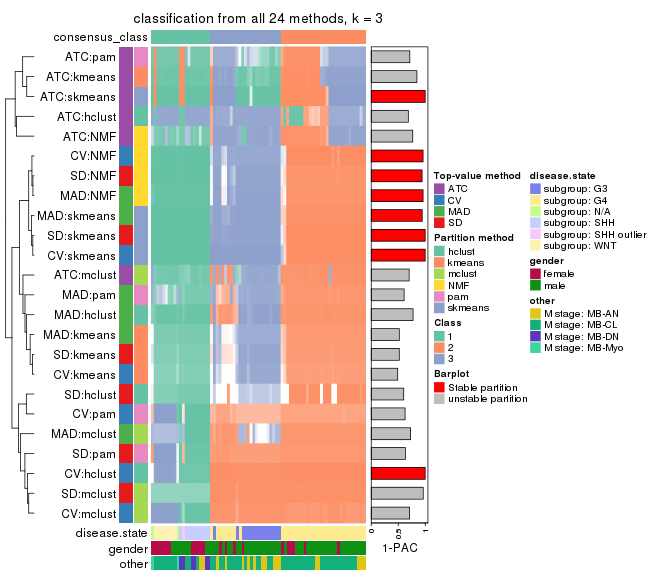 classification from all 24 methods, k = 3
consensus_class
ATC:pam
ATC:kmeans
ATC:skmeans
ATC:hclust
ATC:NMF
CV:NMF
SD:NMF
MAD:NMF
MAD:skmeans
SD:skmeans
CV:skmeans
ATC:mclust
MAD:pam
MAD:hclust
MAD:kmeans
SD:kmeans
CV:kmeans
SD:hclust
CV:pam
MAD:mclust
SD:pam
CV:hclust
SD:mclust
CV:mclust
disease.state
gender
other
0
0.5
1
1-PAC
Top-value method
ATC
CV
MAD
SD
Partition method
hclust
kmeans
mclust
NMF
pam
skmeans
Class
1
2
3
Barplot
Stable partition
unstable partition
disease.state
subgroup: G3
subgroup: G4
subgroup: N/A
subgroup: SHH
subgroup: SHH outlier
subgroup: WNT
gender
female
male
other
M stage: MB-AN
M stage: MB-CL
M stage: MB-DN
M stage: MB-Myo